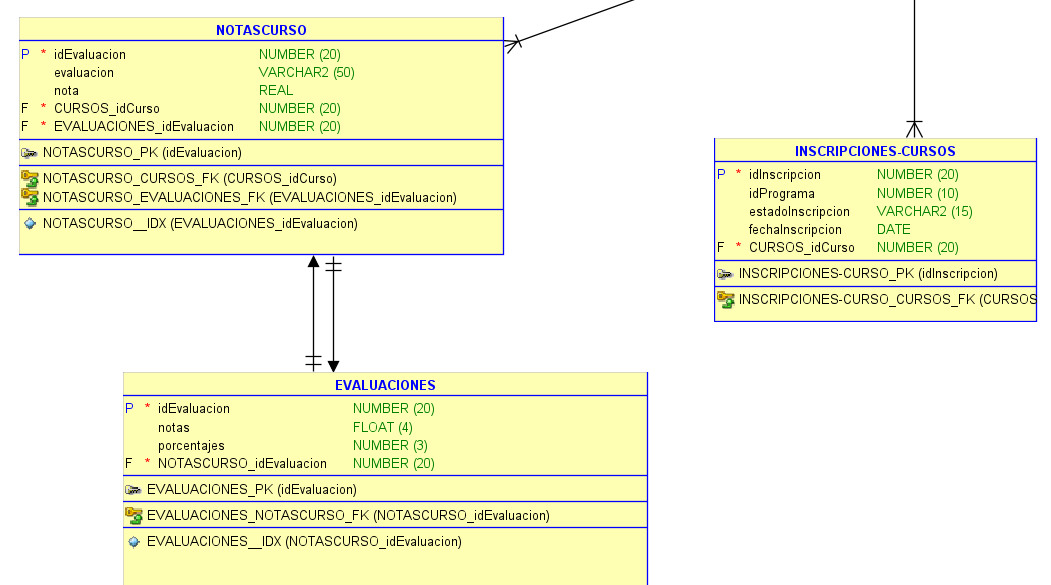 NOTASCURSO
P * idEvaluacion NUMBER (20)
evaluacion VARCHAR2 (50)
nota REAL
F * CURSOS_idCurso NUMBER (20)
F * EVALUACIONES_idEvaluacion NUMBER (20)
NOTASCURSO_PK (idEvaluacion)
NOTASCURSO_CURSOS_FK (CURSOS_idCurso)
NOTASCURSO_EVALUACIONES_FK (EVALUACIONES_idEvaluacion)
NOTASCURSO__IDX (EVALUACIONES_idEvaluacion)
INSCRIPCIONES-CURSOS
P * idInscripcion NUMBER (20)
idPrograma NUMBER (10)
estadoInscripcion VARCHAR2 (15)
fechaInscripcion DATE
F * CURSOS_idCurso NUMBER (20)
INSCRIPCIONES-CURSO_PK (idInscripcion)
INSCRIPCIONES-CURSO_CURSOS_FK (CURSOS
EVALUACIONES
P * idEvaluacion NUMBER (20)
notas FLOAT (4)
porcentajes NUMBER (3)
F * NOTASCURSO_idEvaluacion NUMBER (20)
EVALUACIONES_PK (idEvaluacion)
EVALUACIONES_NOTASCURSO_FK (NOTASCURSO_idEvaluacion)
EVALUACIONES__IDX (NOTASCURSO_idEvaluacion)